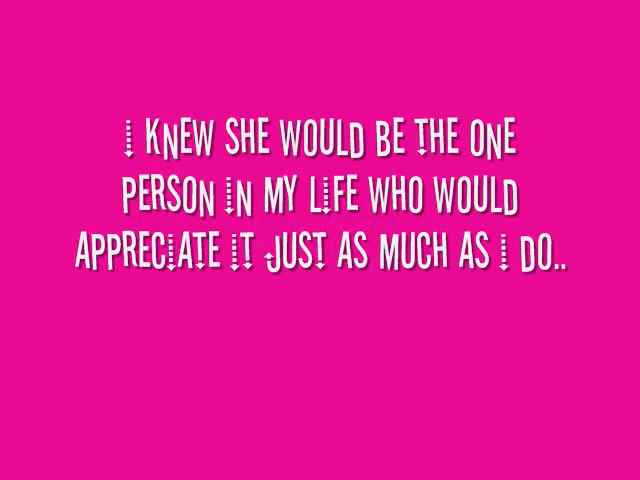 I KNEW SHE WOULD BE THE ONE
PERSON IN MY LIFE WHO WOULD
APPRECIATE IT JUST AS MUCH AS I DO..